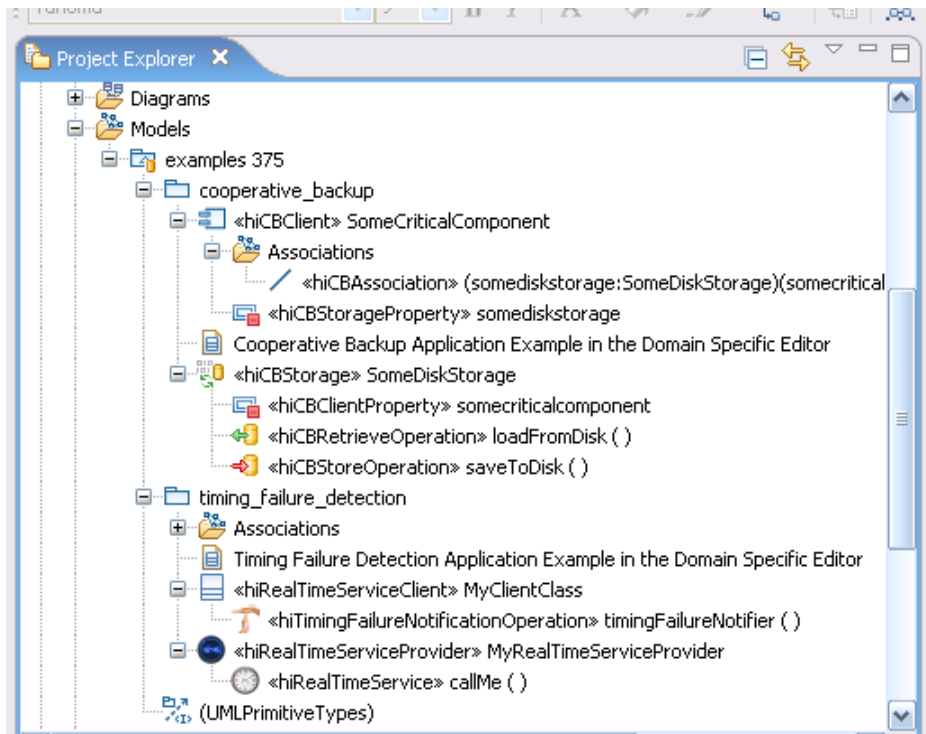 Project Explorer
Diagrams
Models
examples 375
cooperative_backup
«hiCBClient» SomeCriticalComponent
Associations
«hiCBAssociation» (somediskstorage:SomeDiskStorage)(somecritical
«hiCBStorageProperty» somediskstorage
Cooperative Backup Application Example in the Domain Specific Editor
«hiCBStorage» SomeDiskStorage
«hiCBClientProperty» somecriticalcomponent
«hiCBRetrieveOperation» loadFromDisk ( )
«hiCBStoreOperation» saveToDisk ( )
timing_failure_detection
Associations
Timing Failure Detection Application Example in the Domain Specific Editor
«hiRealTimeServiceClient» MyClientClass
«hiTimingFailureNotificationOperation» timingFailureNotifier ( )
«hiRealTimeServiceProvider» MyRealTimeServiceProvider
«hiRealTimeService» callMe ( )
(UMLPrimitiveTypes)